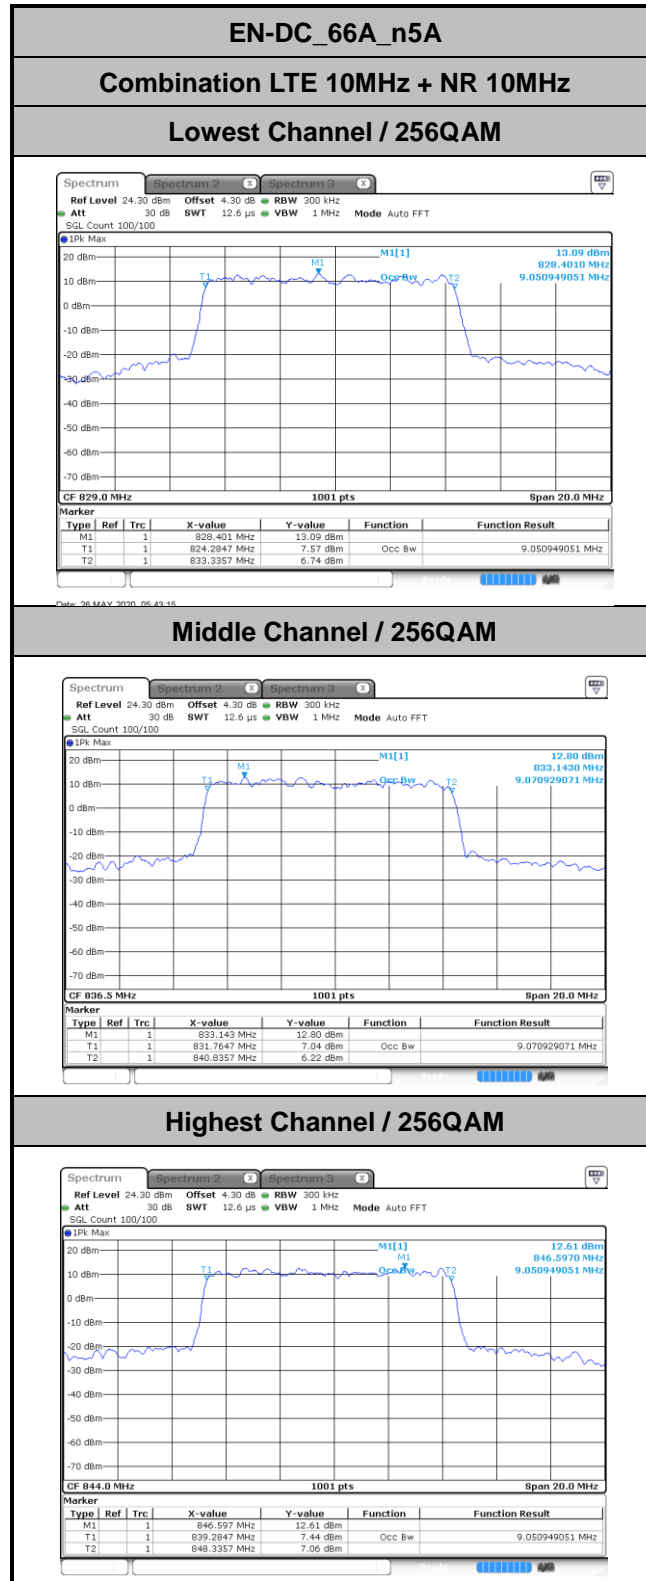 EN-DC_66A_n5A
Combination LTE 10MHz + NR 10MHz
Lowest Channel / 256QAM
Spectrum Spectrum 2 X Spectrum 3 X
Ref Level 24.30 dBm Offset 4.30 dB RBW 300 kHz
Att 30 dB SWT 12.6 µs VBW 1 MHz Mode Auto FFT
SGL Count 100/100
1Pk Max
M1[1] 13.09 dBm
20 dBm
M1 828.4010 MHz
T1 Occ Bw T2 9.050949051 MHz
10 dBm
0 dBm
-10 dBm
-20 dBm
-30 dBm
-40 dBm
-50 dBm
-60 dBm
-70 dBm
CF 829.0 MHz 1001 pts Span 20.0 MHz
Marker
Type Ref Trc X-value Y-value Function Function Result
M1 1 828.401 MHz 13.09 dBm
T1 1 824.2847 MHz 7.57 dBm Occ Bw 9.050949051 MHz
T2 1 833.3357 MHz 6.74 dBm
Date: 26 MAY 2020 05:43:15
Middle Channel / 256QAM
Spectrum Spectrum 2 X Spectrum 3 X
Ref Level 24.30 dBm Offset 4.30 dB RBW 300 kHz
Att 30 dB SWT 12.6 µs VBW 1 MHz Mode Auto FFT
SGL Count 100/100
1Pk Max
M1[1] 12.80 dBm
20 dBm
M1 833.1430 MHz
T1 Occ Bw T2 9.070929071 MHz
10 dBm
0 dBm
-10 dBm
-20 dBm
-30 dBm
-40 dBm
-50 dBm
-60 dBm
-70 dBm
CF 836.5 MHz 1001 pts Span 20.0 MHz
Marker
Type Ref Trc X-value Y-value Function Function Result
M1 1 833.143 MHz 12.80 dBm
T1 1 831.7647 MHz 7.04 dBm Occ Bw 9.070929071 MHz
T2 1 840.8357 MHz 6.22 dBm
Highest Channel / 256QAM
Spectrum Spectrum 2 X Spectrum 3 X
Ref Level 24.30 dBm Offset 4.30 dB RBW 300 kHz
Att 30 dB SWT 12.6 µs VBW 1 MHz Mode Auto FFT
SGL Count 100/100
1Pk Max
M1[1] 12.61 dBm
20 dBm
M1 846.5970 MHz
T1 Occ Bw T2 9.050949051 MHz
10 dBm
0 dBm
-10 dBm
-20 dBm
-30 dBm
-40 dBm
-50 dBm
-60 dBm
-70 dBm
CF 844.0 MHz 1001 pts Span 20.0 MHz
Marker
Type Ref Trc X-value Y-value Function Function Result
M1 1 846.597 MHz 12.61 dBm
T1 1 839.2847 MHz 7.44 dBm Occ Bw 9.050949051 MHz
T2 1 848.3357 MHz 7.06 dBm